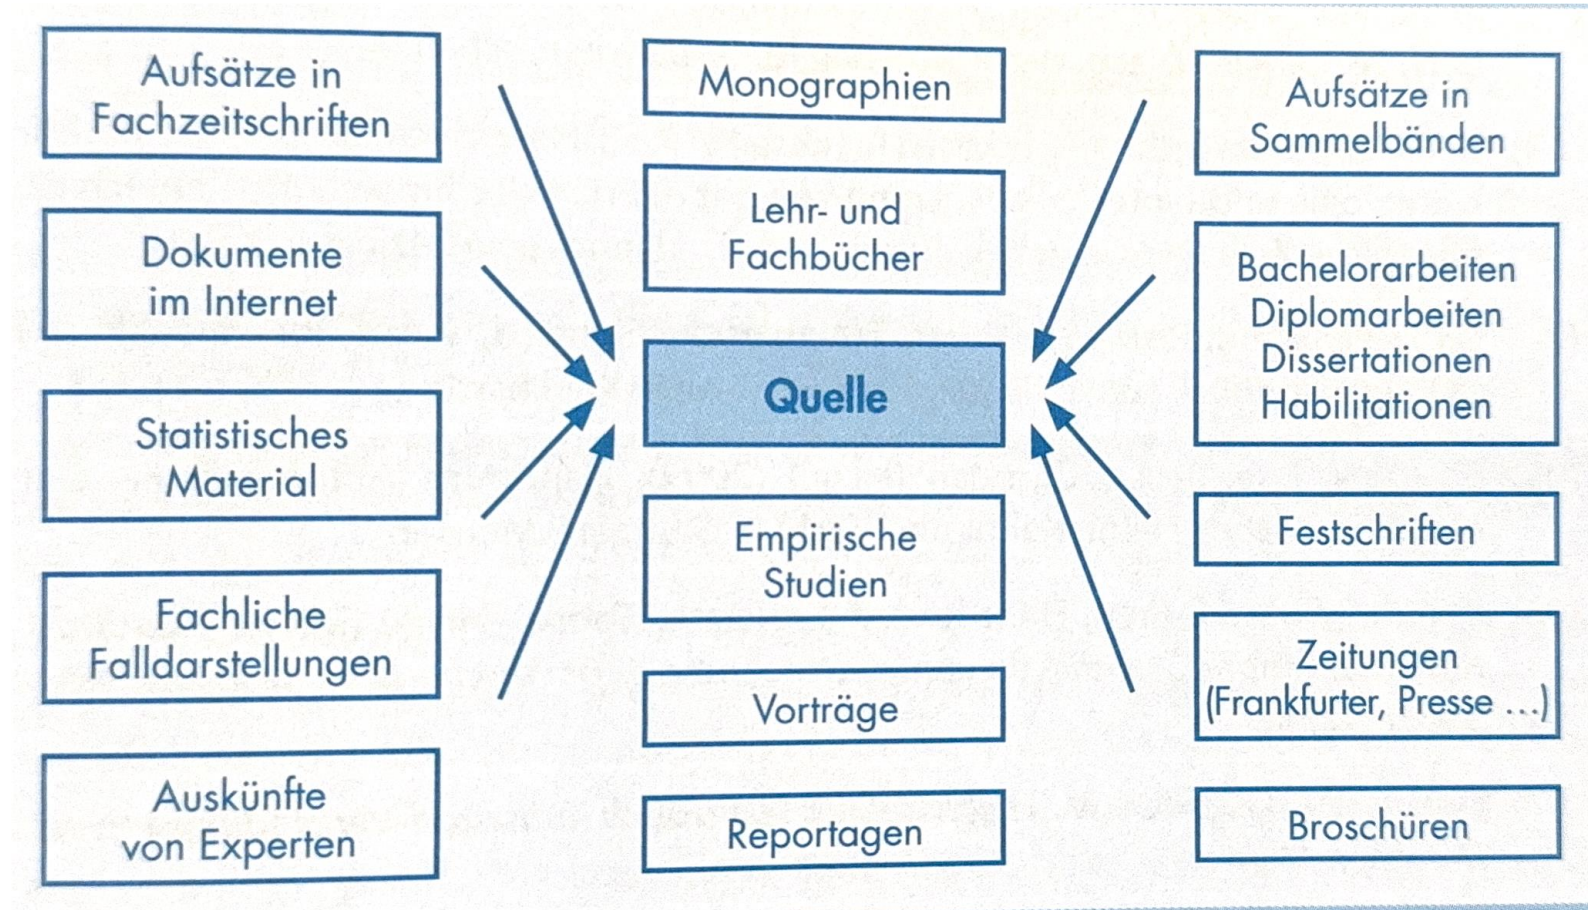 Aufsätze in
Fachzeitschriften
Dokumente
im Internet
Statistisches
Material
Fachliche
Falldarstellungen
Auskünfte
von Experten
Monographien
Lehr- und
Fachbücher
Quelle
Empirische
Studien
Vorträge
Reportagen
Aufsätze in
Sammelbänden
Bachelorarbeiten
Diplomarbeiten
Dissertationen
Habilitationen
Festschriften
Zeitungen
(Frankfurter, Presse ...)
Broschüren